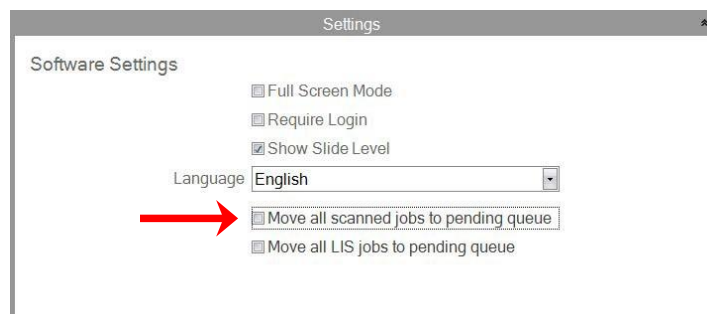 Settings
Software Settings
Full Screen Mode
Require Login
Show Slide Level
Language English
Move all scanned jobs to pending queue
Move all LIS jobs to pending queue